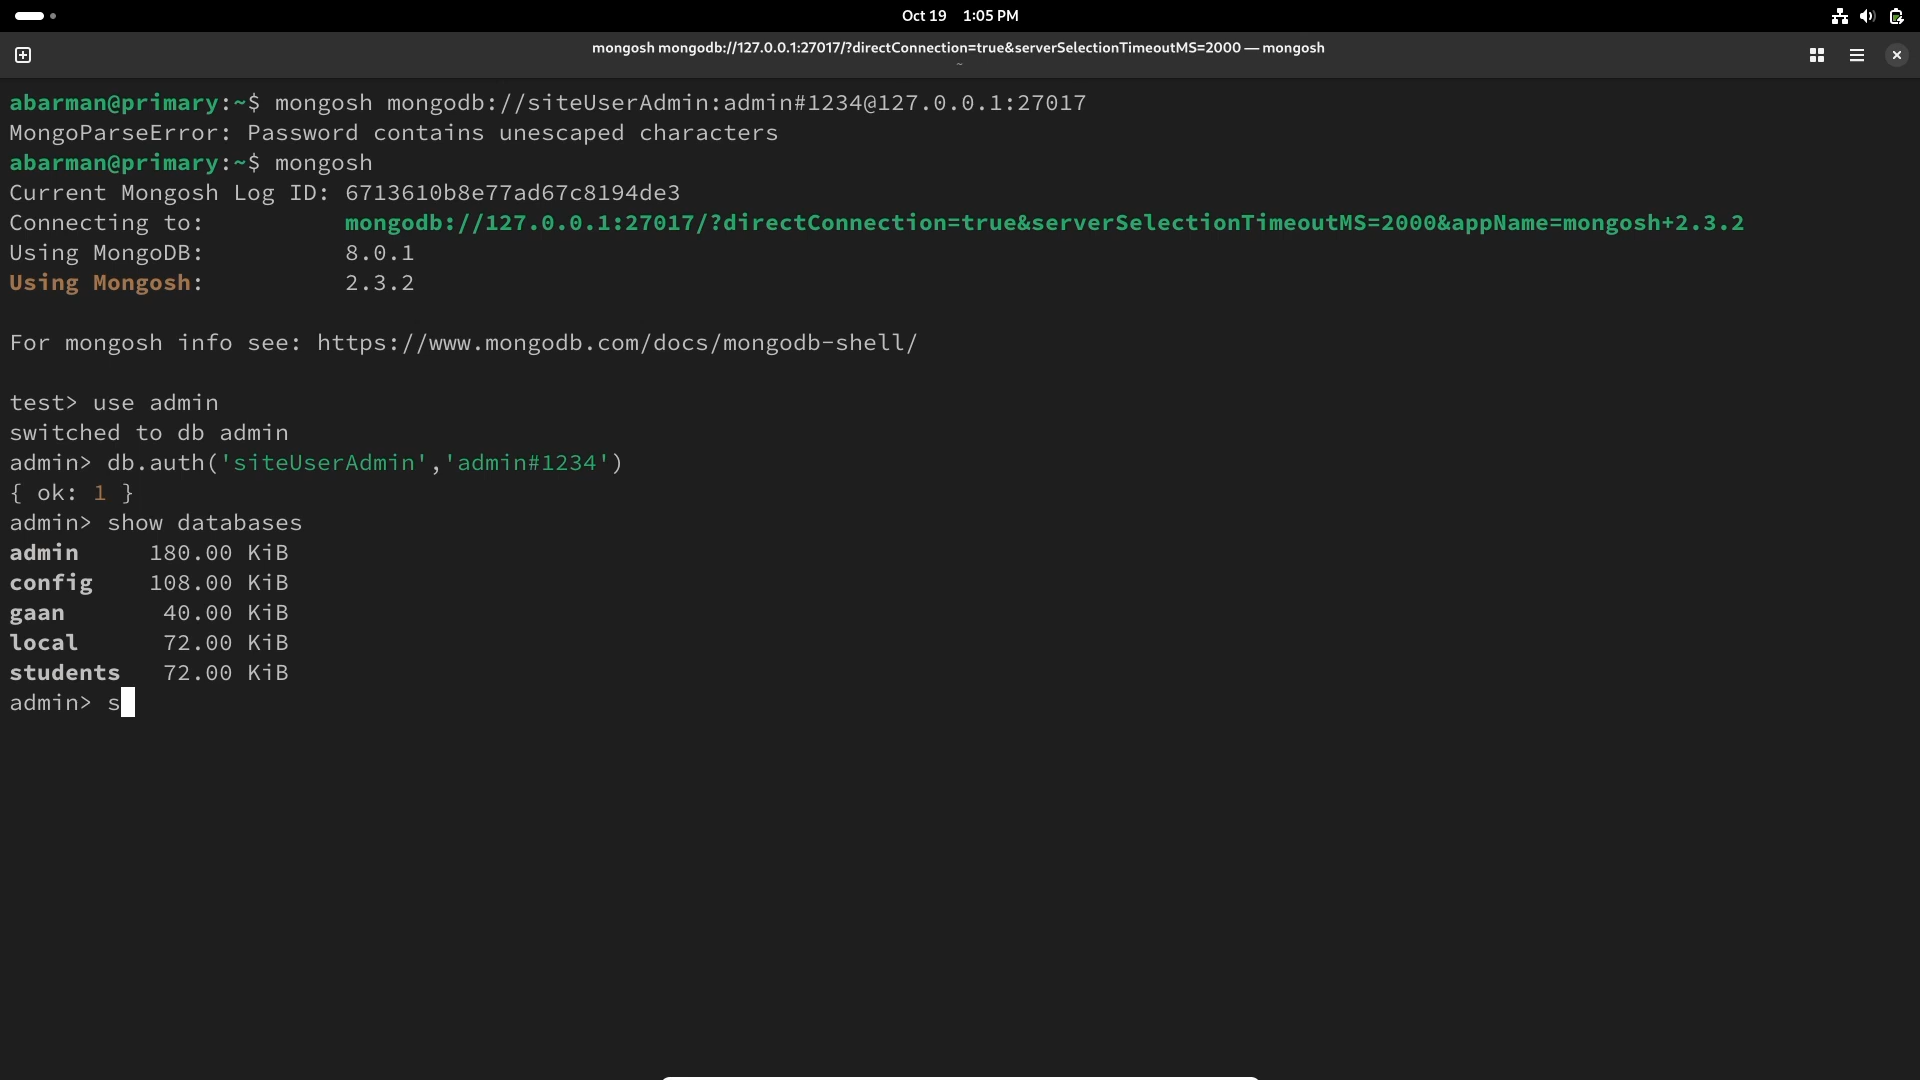 Oct 19 1:05 PM
mongosh mongodb://127.0.0.1:27017/?directConnection=true&serverSelectionTimeoutMS=2000 — mongosh
~
abarman@primary:~$ mongosh mongodb://siteUserAdmin:admin#1234@127.0.0.1:27017
MongoParseError: Password contains unescaped characters
abarman@primary:~$ mongosh
Current Mongosh Log ID: 6713610b8e77ad67c8194de3
Connecting to: mongodb://127.0.0.1:27017/?directConnection=true&serverSelectionTimeoutMS=2000&appName=mongosh+2.3.2
Using MongoDB: 8.0.1
Using Mongosh: 2.3.2
For mongosh info see: https://www.mongodb.com/docs/mongodb-shell/
test> use admin
switched to db admin
admin> db.auth('siteUserAdmin','admin#1234')
{ ok: 1 }
admin> show databases
admin 180.00 KiB
config 108.00 KiB
gaan 40.00 KiB
local 72.00 KiB
students 72.00 KiB
admin> s